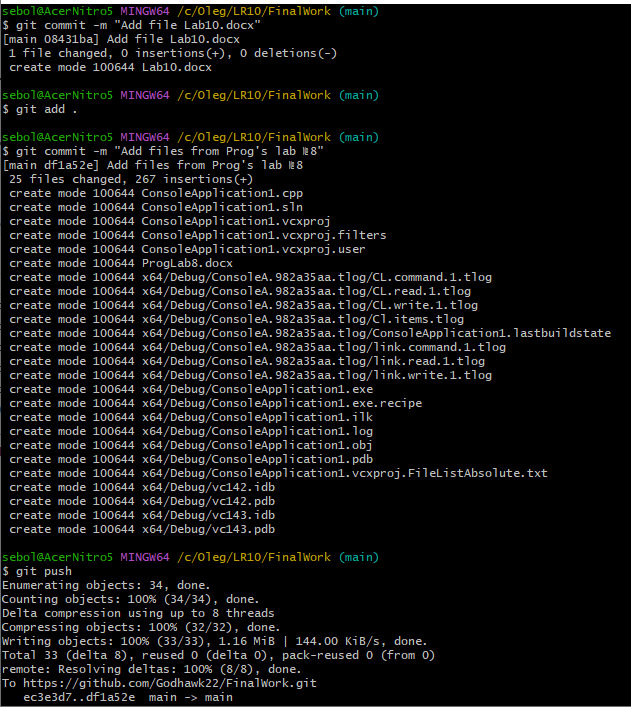 sebol@AcerNitro5 MINGW64 /c/Oleg/LR10/FinalWork (main)
$ git commit -m "Add file Lab10.docx"
[main 08431ba] Add file Lab10.docx
 1 file changed, 0 insertions(+), 0 deletions(-)
 create mode 100644 Lab10.docx

sebol@AcerNitro5 MINGW64 /c/Oleg/LR10/FinalWork (main)
$ git add .

sebol@AcerNitro5 MINGW64 /c/Oleg/LR10/FinalWork (main)
$ git commit -m "Add files from Prog's lab №8"
[main df1a52e] Add files from Prog's lab №8
 25 files changed, 267 insertions(+)
 create mode 100644 ConsoleApplication1.cpp
 create mode 100644 ConsoleApplication1.sln
 create mode 100644 ConsoleApplication1.vcxproj
 create mode 100644 ConsoleApplication1.vcxproj.filters
 create mode 100644 ConsoleApplication1.vcxproj.user
 create mode 100644 ProgLab8.docx
 create mode 100644 x64/Debug/ConsoleA.982a35aa.tlog/CL.command.1.tlog
 create mode 100644 x64/Debug/ConsoleA.982a35aa.tlog/CL.read.1.tlog
 create mode 100644 x64/Debug/ConsoleA.982a35aa.tlog/CL.write.1.tlog
 create mode 100644 x64/Debug/ConsoleA.982a35aa.tlog/Cl.items.tlog
 create mode 100644 x64/Debug/ConsoleA.982a35aa.tlog/ConsoleApplication1.lastbuildstate
 create mode 100644 x64/Debug/ConsoleA.982a35aa.tlog/link.command.1.tlog
 create mode 100644 x64/Debug/ConsoleA.982a35aa.tlog/link.read.1.tlog
 create mode 100644 x64/Debug/ConsoleA.982a35aa.tlog/link.write.1.tlog
 create mode 100644 x64/Debug/ConsoleApplication1.exe
 create mode 100644 x64/Debug/ConsoleApplication1.exe.recipe
 create mode 100644 x64/Debug/ConsoleApplication1.ilk
 create mode 100644 x64/Debug/ConsoleApplication1.log
 create mode 100644 x64/Debug/ConsoleApplication1.obj
 create mode 100644 x64/Debug/ConsoleApplication1.pdb
 create mode 100644 x64/Debug/ConsoleApplication1.vcxproj.FileListAbsolute.txt
 create mode 100644 x64/Debug/vc142.idb
 create mode 100644 x64/Debug/vc142.pdb
 create mode 100644 x64/Debug/vc143.idb
 create mode 100644 x64/Debug/vc143.pdb

sebol@AcerNitro5 MINGW64 /c/Oleg/LR10/FinalWork (main)
$ git push
Enumerating objects: 34, done.
Counting objects: 100% (34/34), done.
Delta compression using up to 8 threads
Compressing objects: 100% (32/32), done.
Writing objects: 100% (33/33), 1.16 MiB | 144.00 KiB/s, done.
Total 33 (delta 8), reused 0 (delta 0), pack-reused 0 (from 0)
remote: Resolving deltas: 100% (8/8), done.
To https://github.com/Godhawk22/FinalWork.git
   ec3e3d7..df1a52e  main -> main